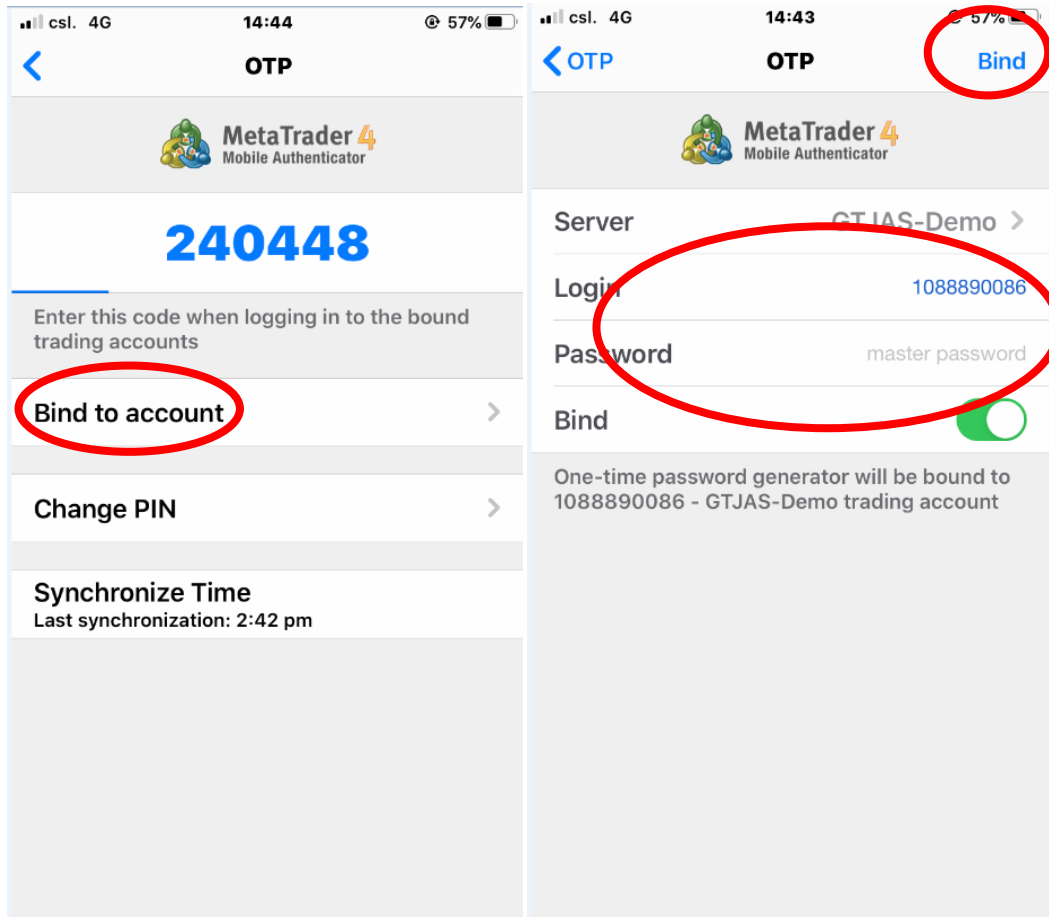 csl. 4G 14:44 57%
OTP
MetaTrader 4
Mobile Authenticator
240448
Enter this code when logging in to the bound
trading accounts
Bind to account
Change PIN
Synchronize Time
Last synchronization: 2:42 pm
csl. 4G 14:43 57%
OTP OTP Bind
MetaTrader 4
Mobile Authenticator
Server GTJAS-Demo
Login 1088890086
Password master password
Bind
One-time password generator will be bound to
1088890086 - GTJAS-Demo trading account